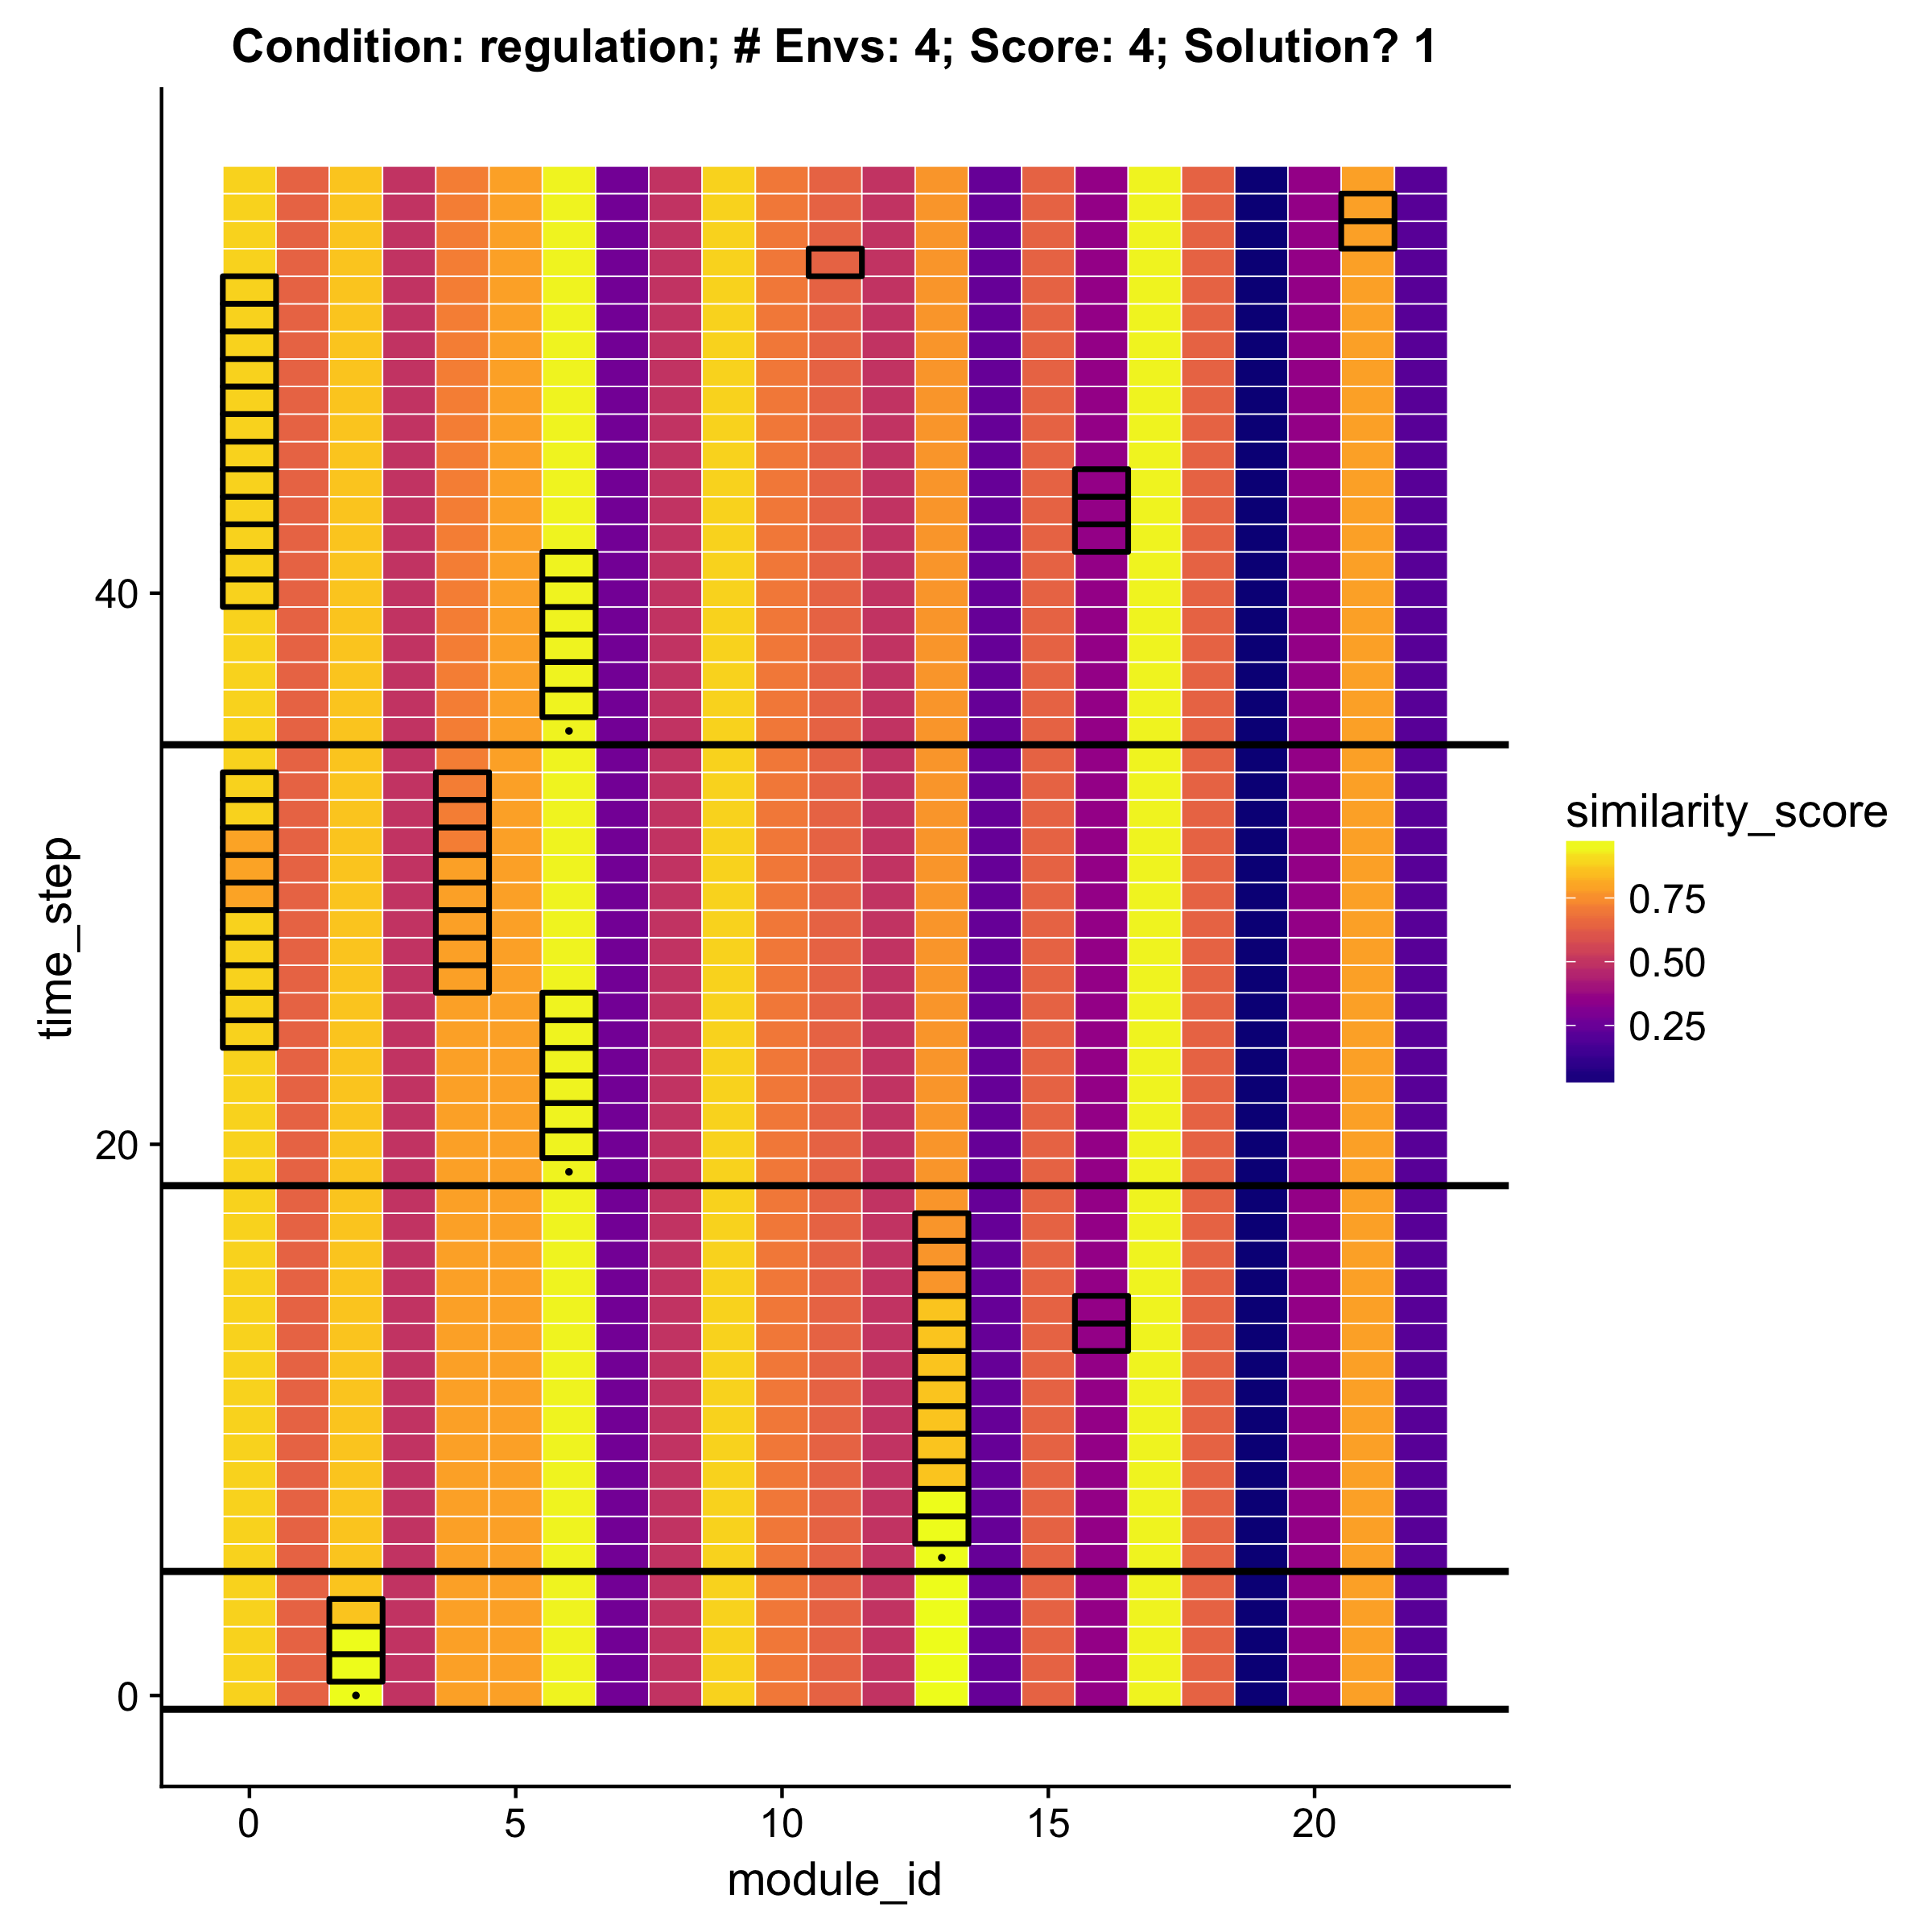 Condition: regulation; # Envs: 4; Score: 4; Solution? 1
time_step
40
20
0
0 5 10 15 20
module_id
similarity_score
0.75
0.50
0.25